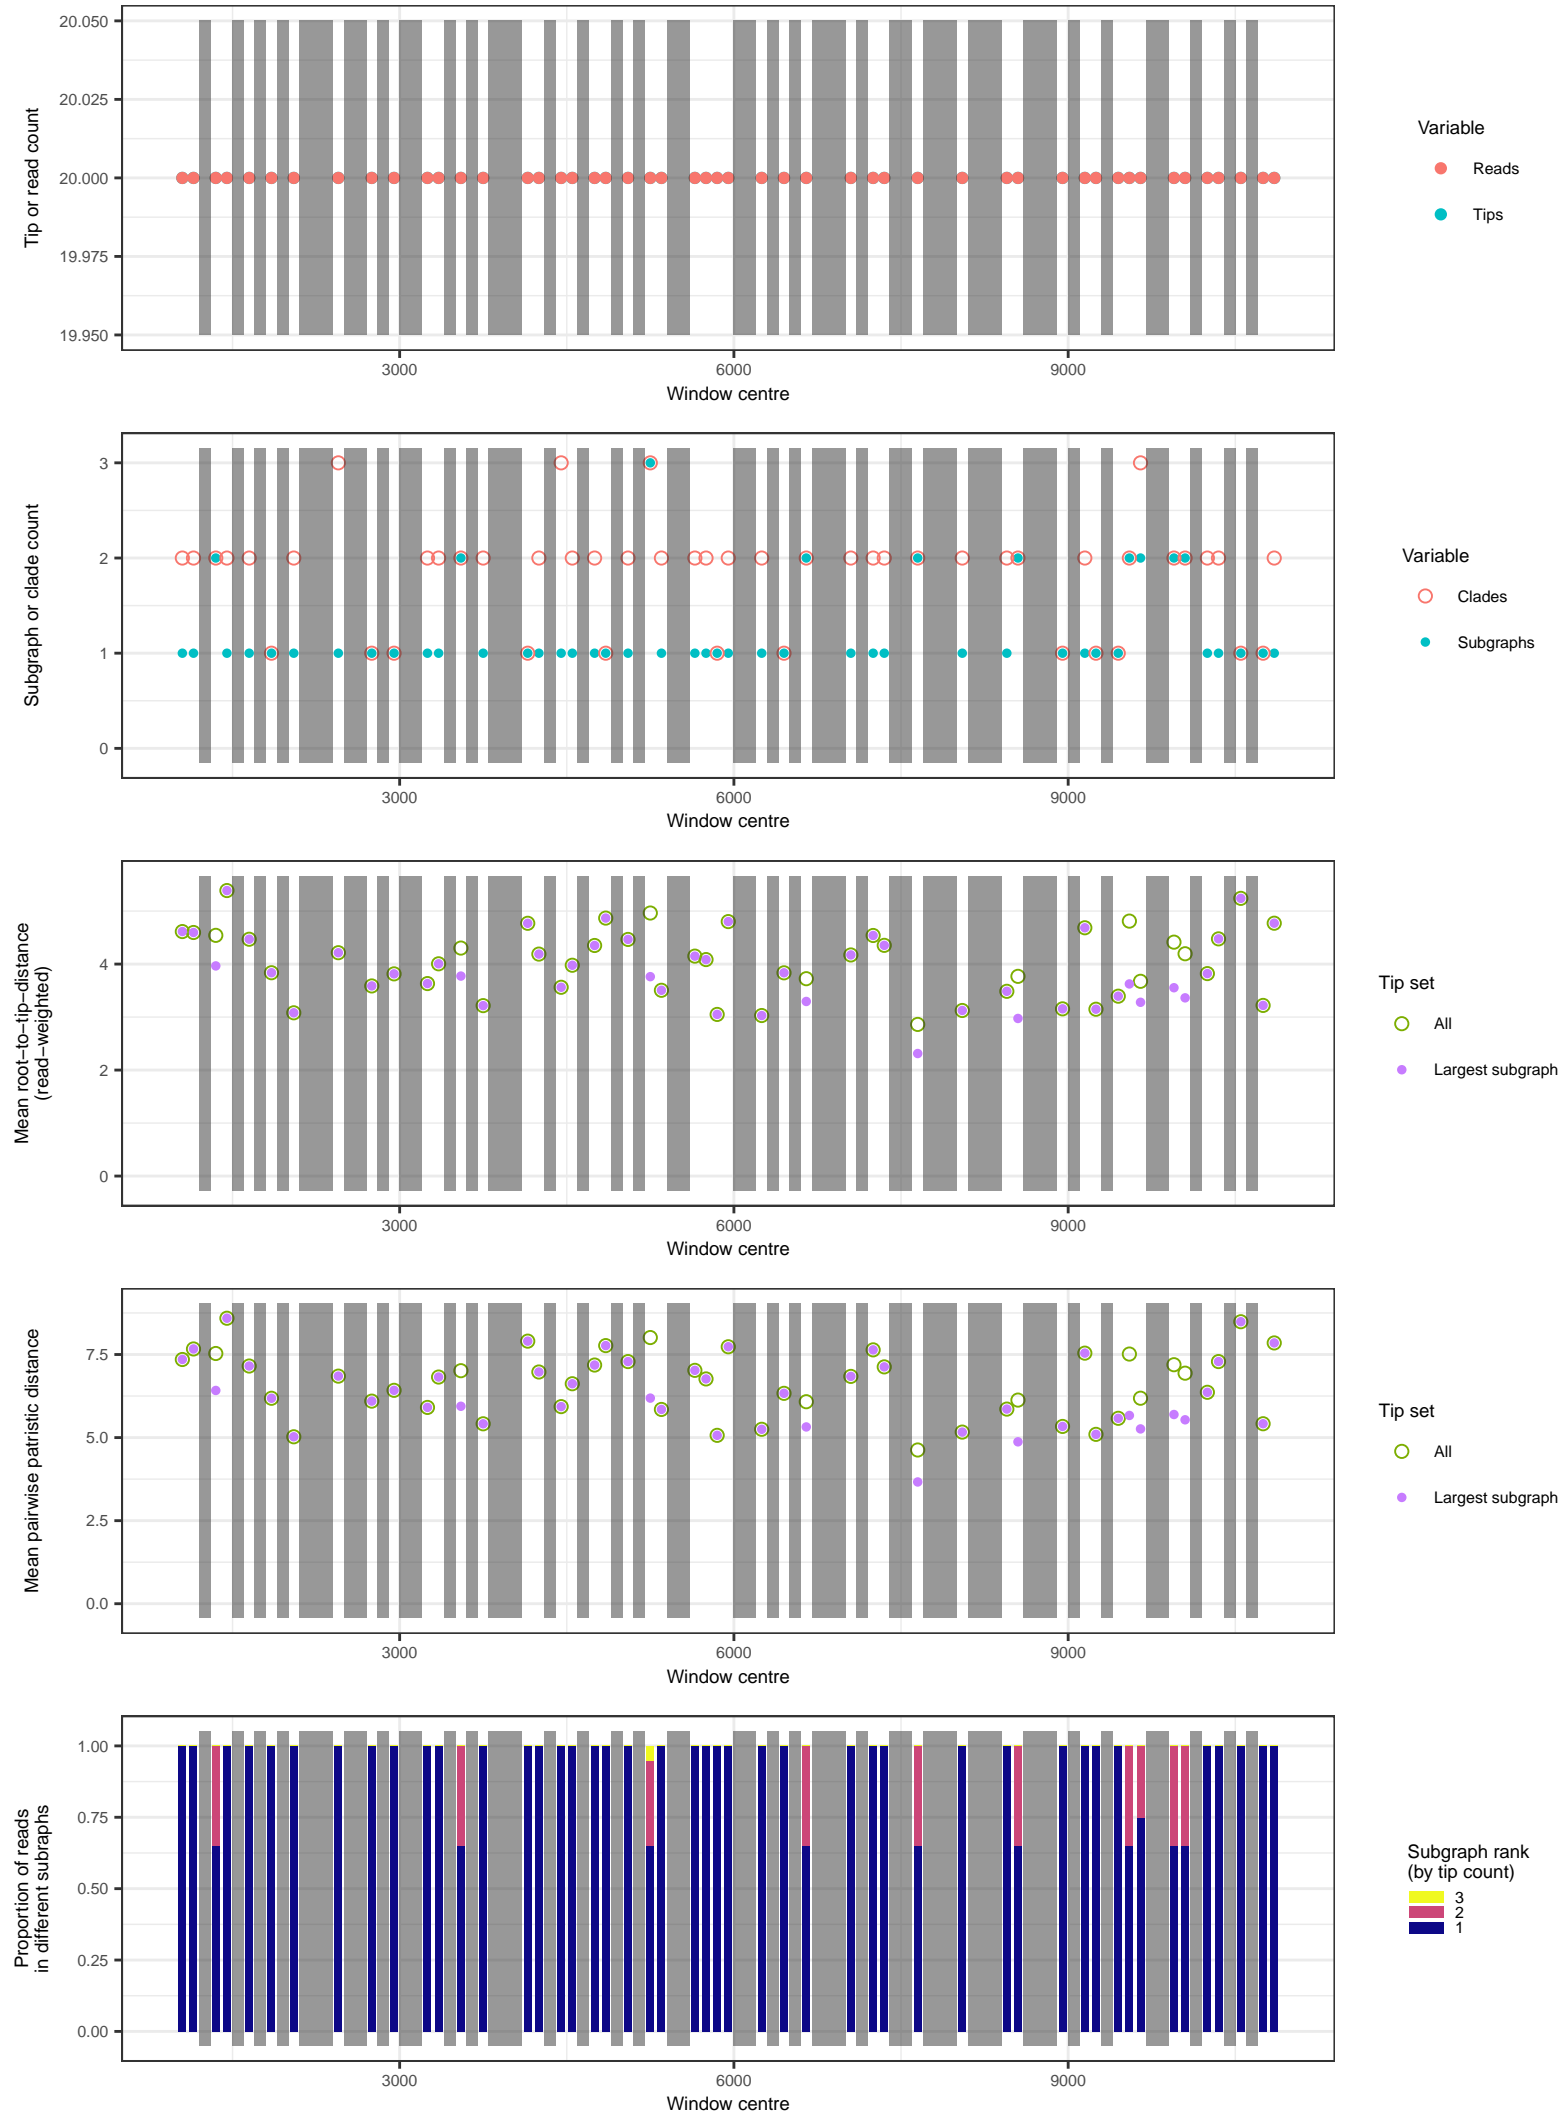 20.050
20.025
20.000
19.975
19.950
Tip or read count
3000
6000
9000
Window centre
Variable
Reads
Tips
3
2
1
0
Subgraph or clade count
3000
6000
9000
Window centre
Variable
Clades
Subgraphs
4
2
0
Mean root−to−tip−distance
(read−weighted)
3000
6000
9000
Window centre
Tip set
All
Largest subgraph
7.5
5.0
2.5
0.0
Mean pairwise patristic distance
3000
6000
9000
Window centre
Tip set
All
Largest subgraph
1.00
0.75
0.50
0.25
0.00
Proportion of reads
in different subraphs
3000
6000
9000
Window centre
Subgraph rank
(by tip count)
3
2
1